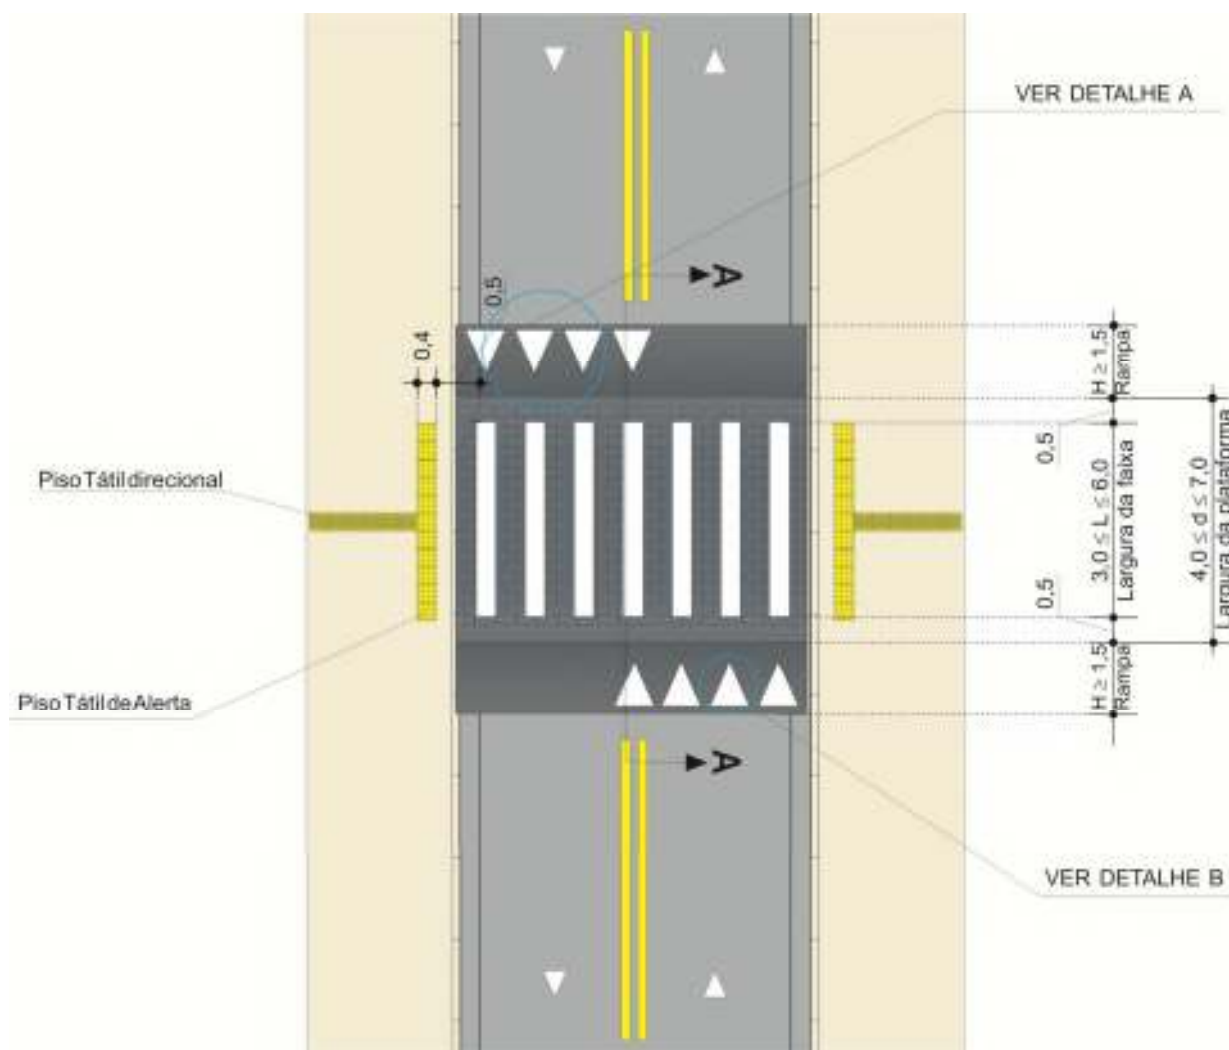 VER DETALHE A
A
0,5
0,4
H ≥ 1,5
Rampa
0,5
3,0 ≤ L ≤ 6,0
Largura da faixa
4,0 ≤ d ≤ 7,0
Largura da plataforma
Piso Tátil direcional
0,5
H ≥ 1,5
Rampa
Piso Tátil de Alerta
A
VER DETALHE B